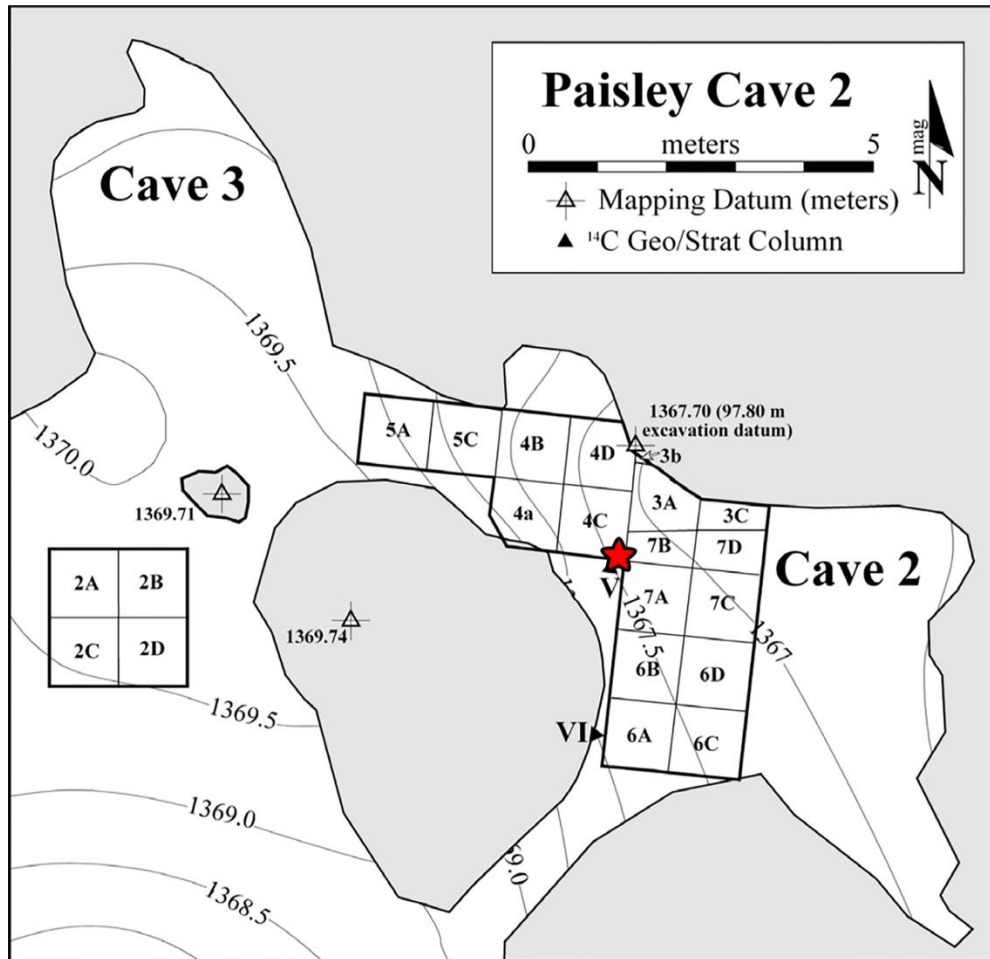 Paisley Cave 2
0 meters 5
Mapping Datum (meters)
▲ ¹⁴C Geo/Strat Column
mag
N
Cave 3
1369.5
1370.0
1369.71
1367.70 (97.80 m
excavation datum)
3b
5A 5C 4B 4D
3A 3C
4a 4C
7B 7D
Cave 2
V
2A 2B
7A 7C
1369.74
1367.5
1367
2C 2D
6B 6D
1369.5
VI
6A 6C
1369.0
1368.5